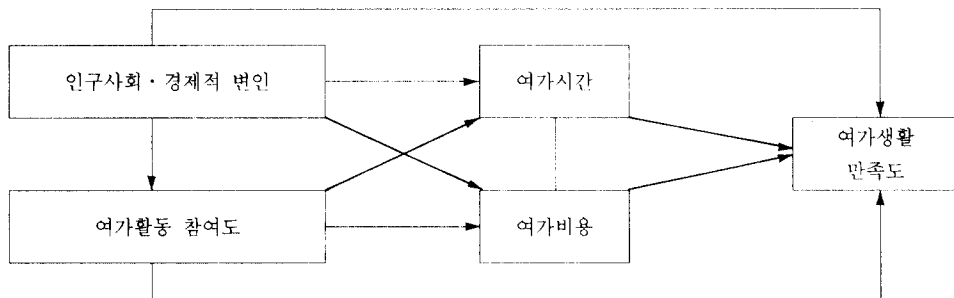 인구사회·경제적 변인
여가시간
여가생활
만족도
여가활동 참여도
여가비용